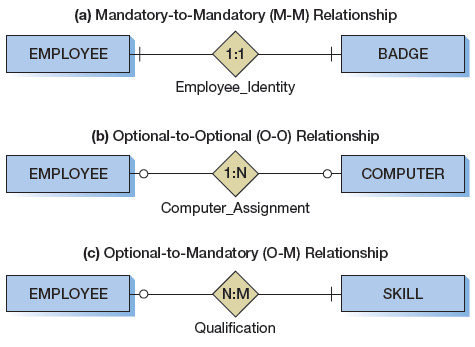 (a) Mandatory-to-Mandatory (M-M) Relationship
EMPLOYEE 1:1 BADGE
Employee_Identity
(b) Optional-to-Optional (O-O) Relationship
EMPLOYEE 1:N COMPUTER
Computer_Assignment
(c) Optional-to-Mandatory (O-M) Relationship
EMPLOYEE N:M SKILL
Qualification